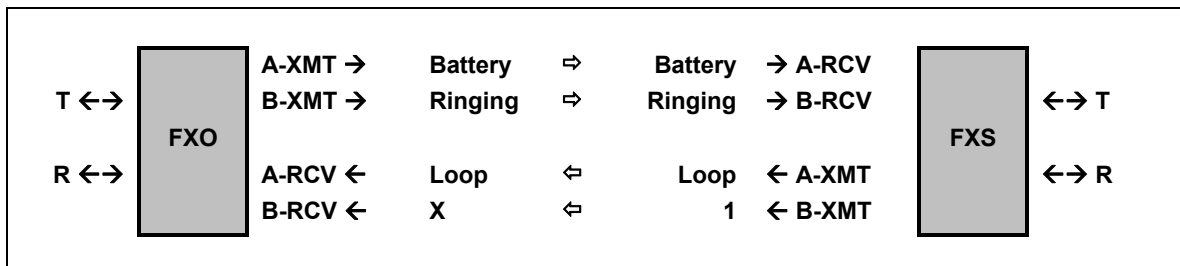 A-XMT → Battery ⇨ Battery → A-RCV
T ←→ B-XMT → Ringing ⇨ Ringing → B-RCV ←→ T
FXO FXS
R ←→ A-RCV ← Loop ⇦ Loop ← A-XMT ←→ R
B-RCV ← X ⇦ 1 ← B-XMT